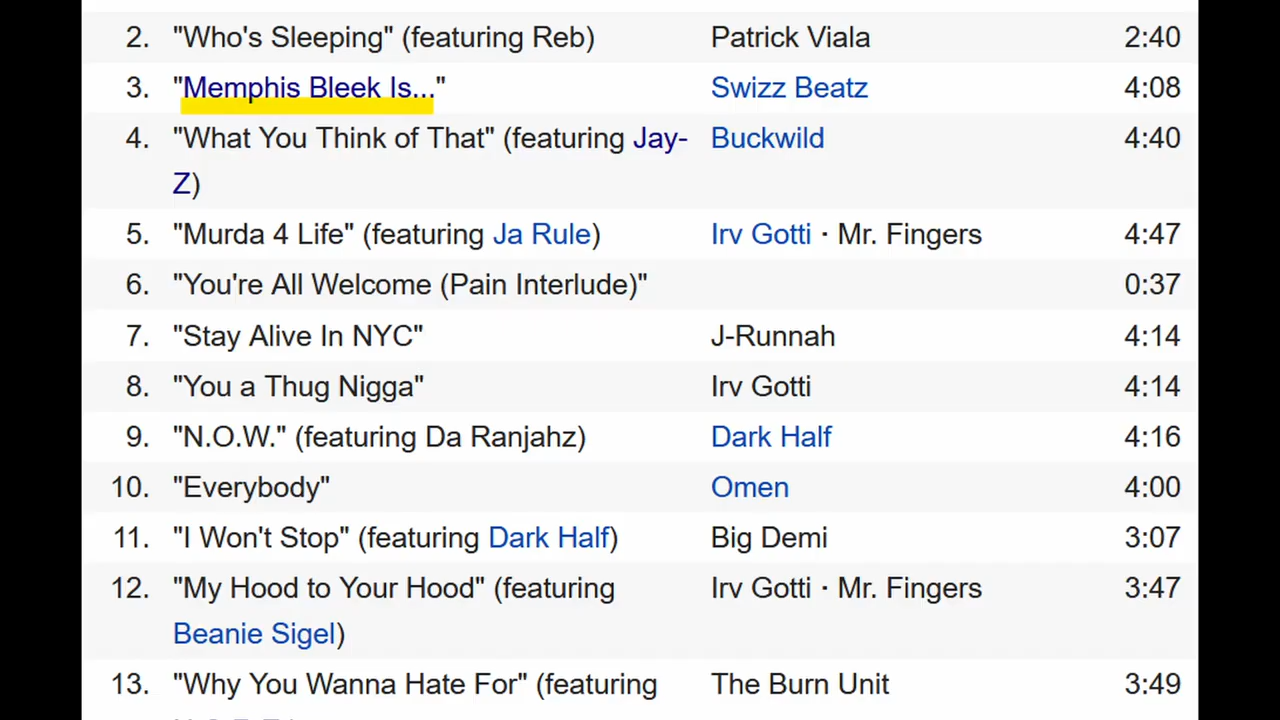 2. "Who's Sleeping" (featuring Reb) Patrick Viala 2:40
3. "Memphis Bleek Is..." Swizz Beatz 4:08
4. "What You Think of That" (featuring Jay- Buckwild 4:40
Z)
5. "Murda 4 Life" (featuring Ja Rule) Irv Gotti · Mr. Fingers 4:47
6. "You're All Welcome (Pain Interlude)" 0:37
7. "Stay Alive In NYC" J-Runnah 4:14
8. "You a Thug Nigga" Irv Gotti 4:14
9. "N.O.W." (featuring Da Ranjahz) Dark Half 4:16
10. "Everybody" Omen 4:00
11. "I Won't Stop" (featuring Dark Half) Big Demi 3:07
12. "My Hood to Your Hood" (featuring Irv Gotti · Mr. Fingers 3:47
Beanie Sigel)
13. "Why You Wanna Hate For" (featuring The Burn Unit 3:49